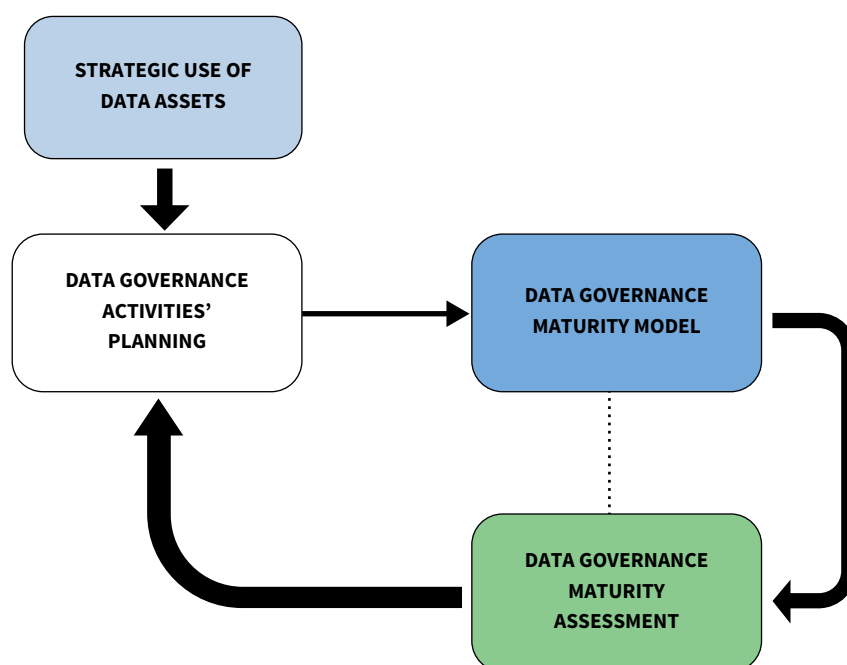 STRATEGIC USE OF
DATA ASSETS
DATA GOVERNANCE
ACTIVITIES’
PLANNING
DATA GOVERNANCE
MATURITY MODEL
DATA GOVERNANCE
MATURITY
ASSESSMENT